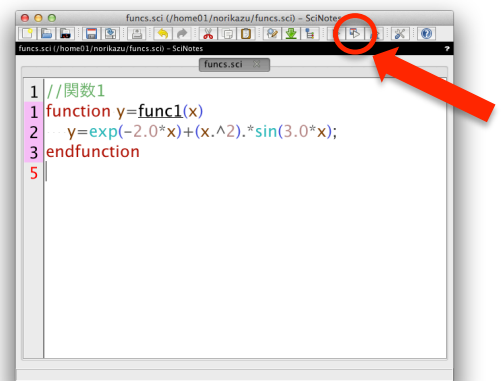 funcs.sci (/home01/norikazu/funcs.sci) - SciNotes
funcs.sci (/home01/norikazu/funcs.sci) - SciNotes ?
funcs.sci
1 //関数1
1 function y=func1(x)
2 y=exp(-2.0*x)+(x.^2).*sin(3.0*x);
3 endfunction
5